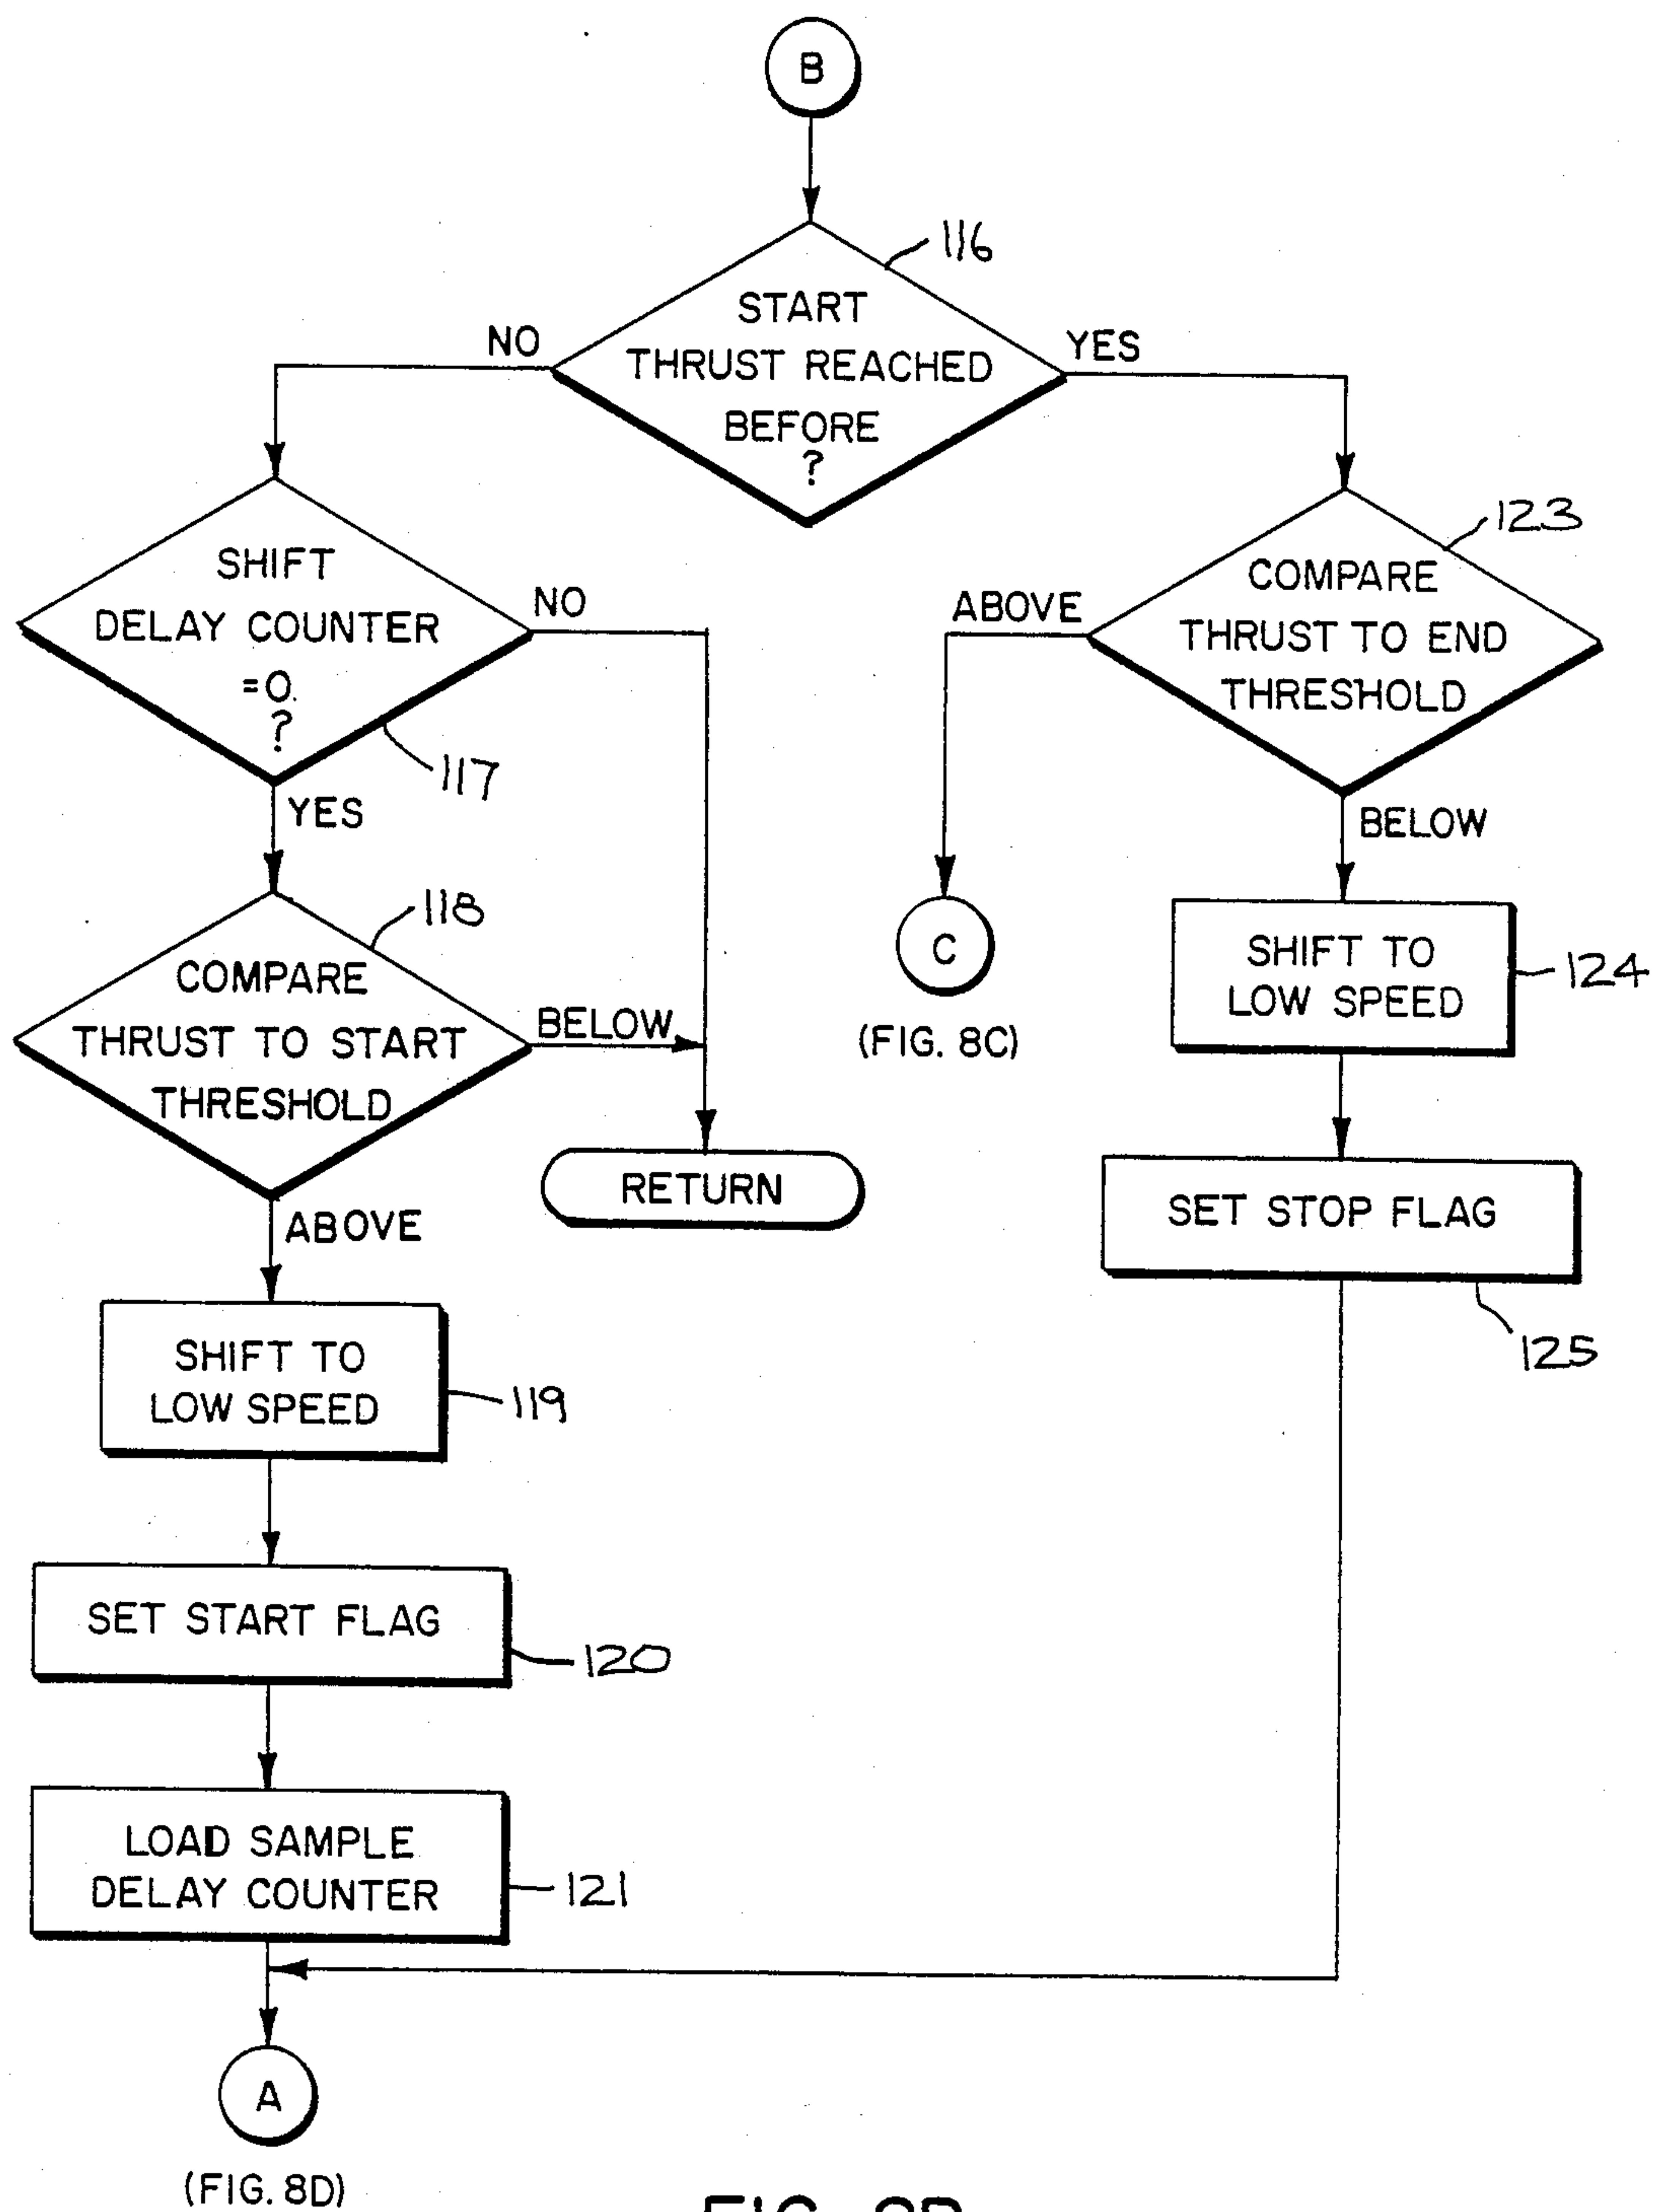 B
116
START
THRUST REACHED
BEFORE
?
NO
YES
SHIFT
DELAY COUNTER
=0.
?
NO
117
YES
123
COMPARE
THRUST TO END
THRESHOLD
ABOVE
BELOW
118
COMPARE
THRUST TO START
THRESHOLD
BELOW
C
(FIG. 8C)
SHIFT TO
LOW SPEED
124
RETURN
ABOVE
SET STOP FLAG
125
SHIFT TO
LOW SPEED
119
SET START FLAG
120
LOAD SAMPLE
DELAY COUNTER
121
A
(FIG. 8D)